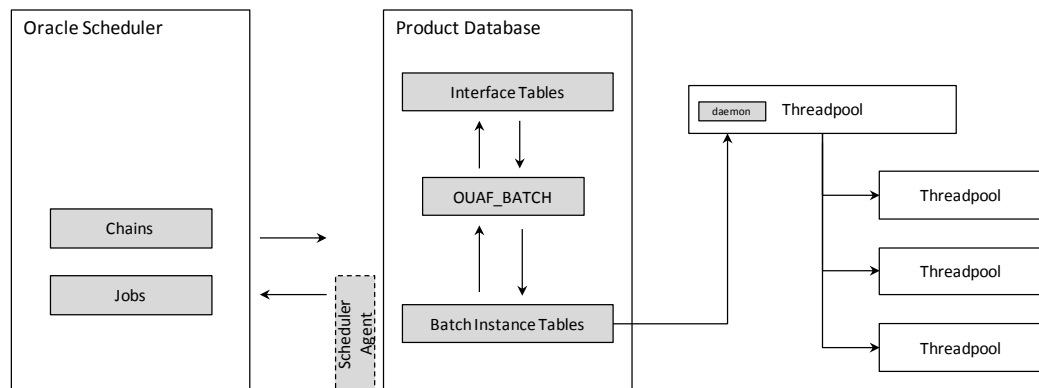 Oracle Scheduler
Chains
Jobs
Scheduler
Agent
Product Database
Interface Tables
OUAF_BATCH
Batch Instance Tables
daemon
Threadpool
Threadpool
Threadpool
Threadpool